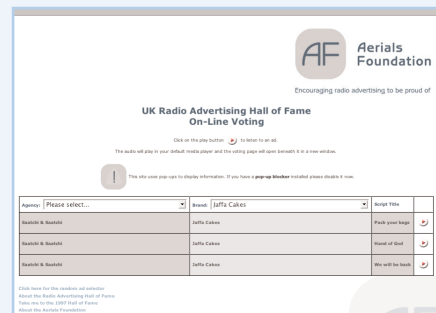 AF Aerials Foundation
Encouraging radio advertising to be proud of
UK Radio Advertising Hall of Fame
On-Line Voting
Click on the play button to listen to an ad.
The audio will play in your default media player and the voting page will open beneath it in a new window.
! This site uses pop-ups to display information. If you have a pop-up blocker installed please disable it now.
Agency: Please select... Brand: Jaffa Cakes Script Title
Saatchi & Saatchi Jaffa Cakes Pack your bags
Saatchi & Saatchi Jaffa Cakes Hand of God
Saatchi & Saatchi Jaffa Cakes We will be back
Click here for the random ad selector
About the Radio Advertising Hall of Fame
Take me to the 1997 Hall of Fame
About the Aerials Foundation